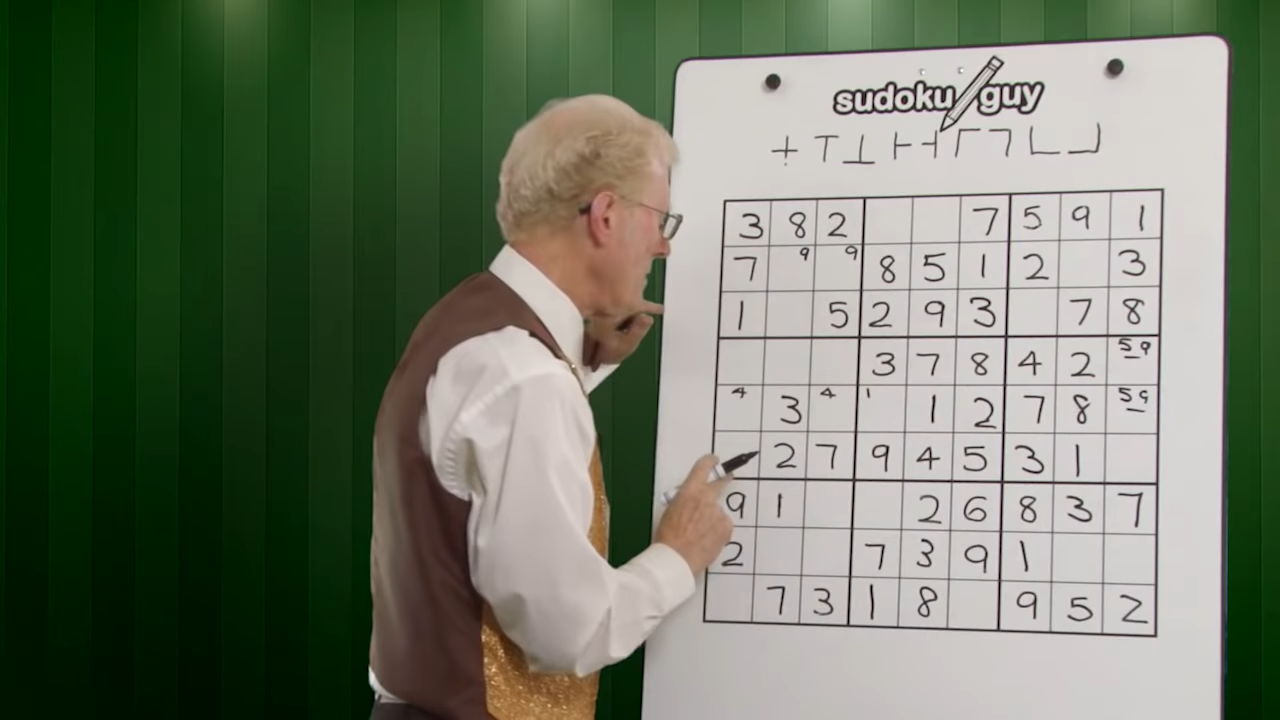 sudoku guy
3 8 2 7 5 9 1
7 9 9 8 5 1 2 3
1 5 2 9 3 7 8
3 7 8 4 2 5 9
4 3 4 1 1 2 7 8 5 9
2 7 9 4 5 3 1
9 1 2 6 8 3 7
2 7 3 9 1
7 3 1 8 9 5 2